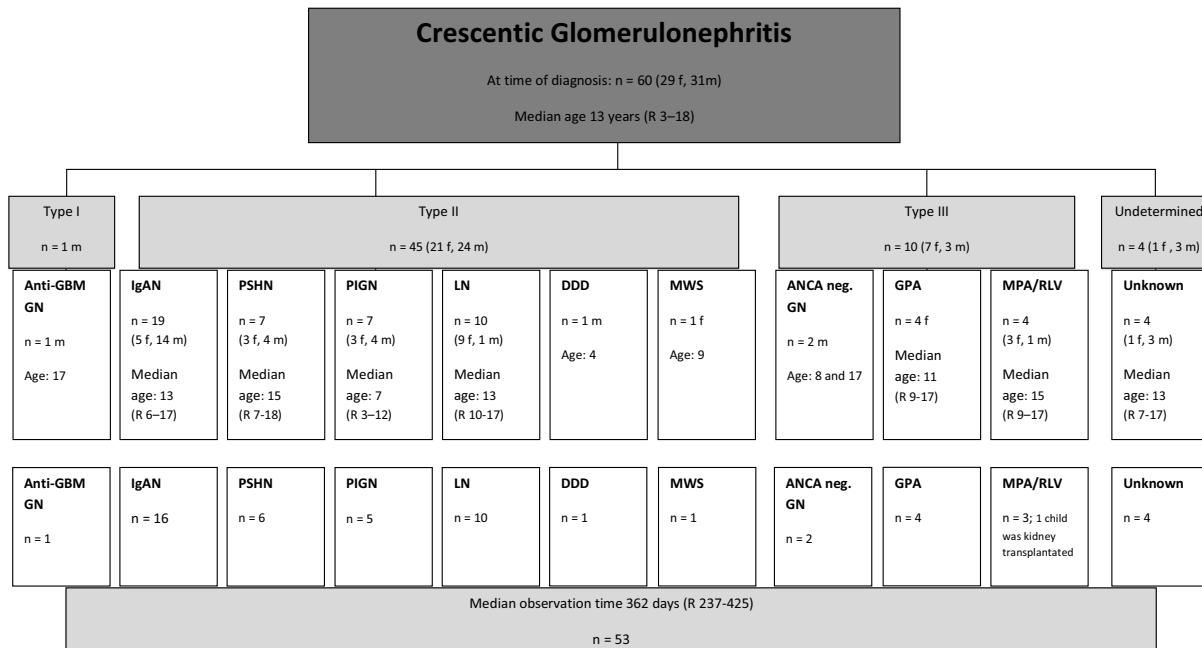 Crescentic Glomerulonephritis
At time of diagnosis: n = 60 (29 f, 31m)
Median age 13 years (R 3–18)
Type I
n = 1 m
Type II
n = 45 (21 f, 24 m)
Type III
n = 10 (7 f, 3 m)
Undetermined
n = 4 (1 f , 3 m)
Anti-GBM
GN
n = 1 m
Age: 17
IgAN
n = 19
(5 f, 14 m)
Median
age: 13
(R 6–17)
PSHN
n = 7
(3 f, 4 m)
Median
age: 15
(R 7-18)
PIGN
n = 7
(3 f, 4 m)
Median
age: 7
(R 3–12)
LN
n = 10
(9 f, 1 m)
Median
age: 13
(R 10-17)
DDD
n = 1 m
Age: 4
MWS
n = 1 f
Age: 9
ANCA neg.
GN
n = 2 m
Age: 8 and 17
GPA
n = 4 f
Median
age: 11
(R 9-17)
MPA/RLV
n = 4
(3 f, 1 m)
Median
age: 15
(R 9–17)
Unknown
n = 4
(1 f, 3 m)
Median
age: 13
(R 7-17)
Anti-GBM
GN
n = 1
IgAN
n = 16
PSHN
n = 6
PIGN
n = 5
LN
n = 10
DDD
n = 1
MWS
n = 1
ANCA neg.
GN
n = 2
GPA
n = 4
MPA/RLV
n = 3; 1 child
was kidney
transplantated
Unknown
n = 4
Median observation time 362 days (R 237-425)
n = 53